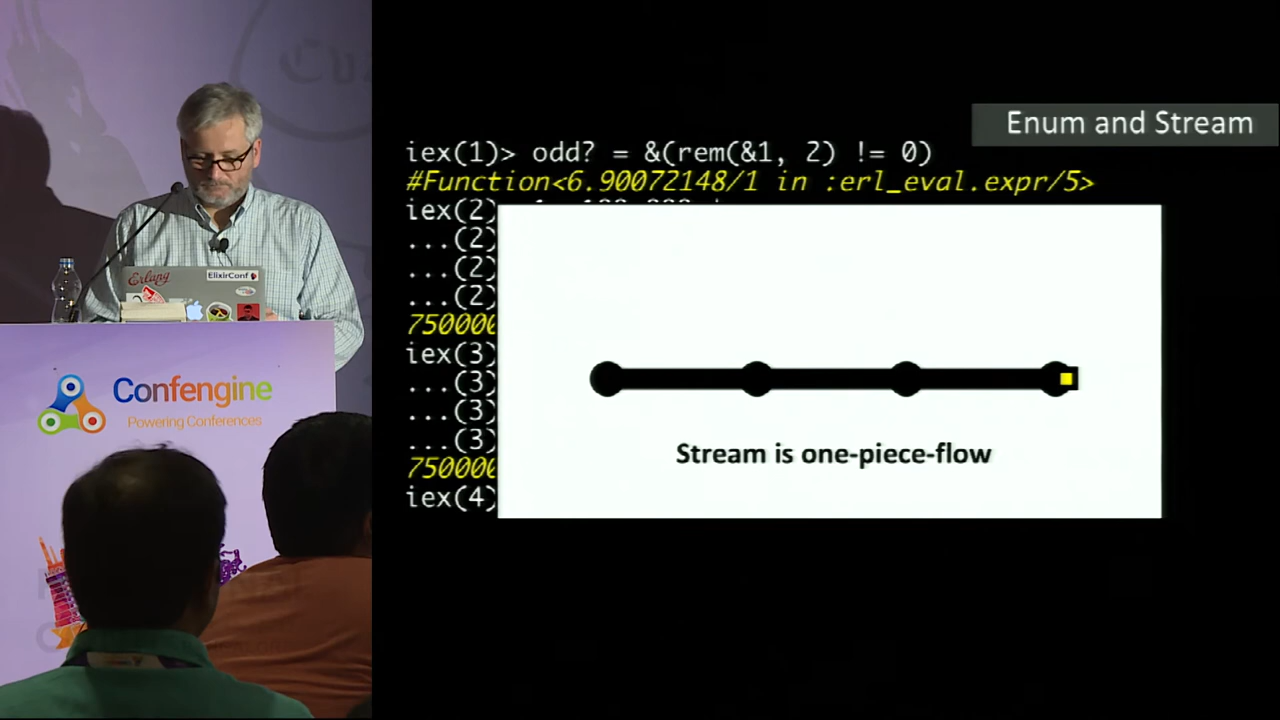 Enum and Stream
iex(1)> odd? = &(rem(&1, 2) != 0)
#Function<6.90072148/1 in :erl_eval.expr/5>
iex(2)
...(2)
...(2)
...(2)
iex(3)
...(3)
...(3)
...(3)
iex(4)
Stream is one-piece-flow
Erlang
ElixirConf
Confengine
Powering Conferences